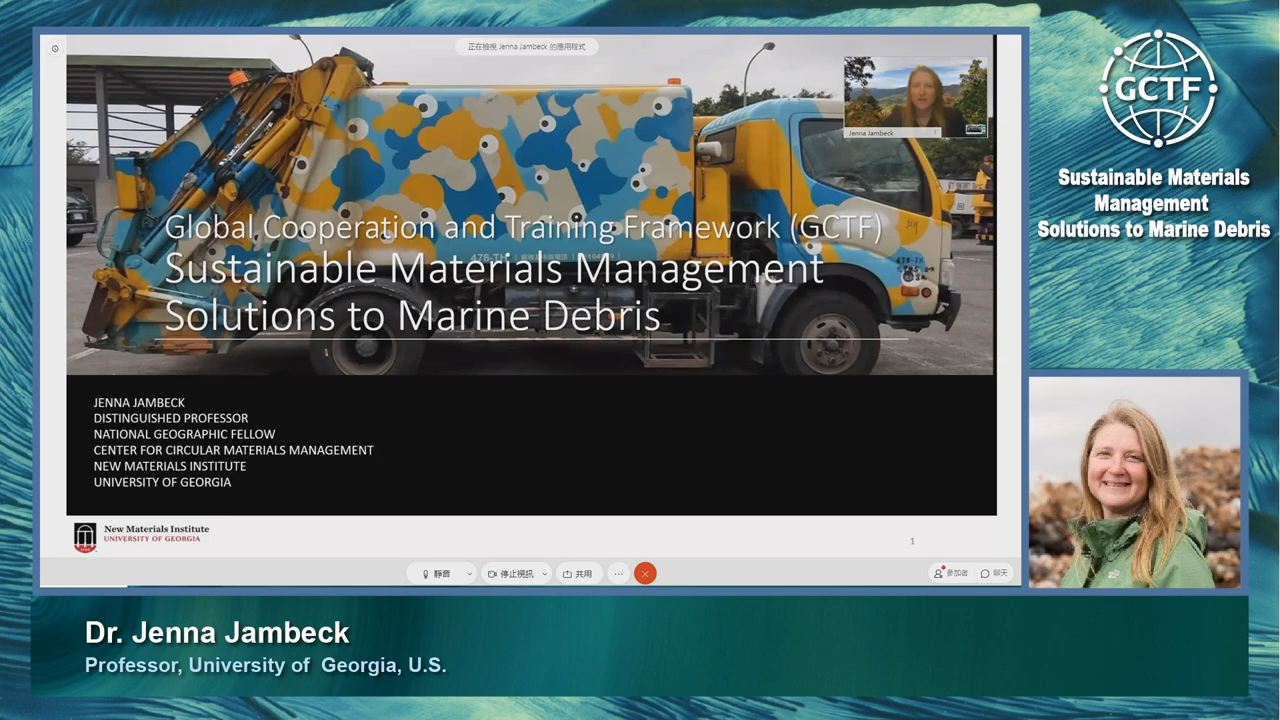 正在檢視 Jenna Jambeck 的應用程式
Jenna Jambeck
Global Cooperation and Training Framework (GCTF)
478-TH
Sustainable Materials Management
Solutions to Marine Debris
JENNA JAMBECK
DISTINGUISHED PROFESSOR
NATIONAL GEOGRAPHIC FELLOW
CENTER FOR CIRCULAR MATERIALS MANAGEMENT
NEW MATERIALS INSTITUTE
UNIVERSITY OF GEORGIA
New Materials Institute
UNIVERSITY OF GEORGIA
1
靜音
停止視訊
共用
參加者
聊天
GCTF
Sustainable Materials
Management
Solutions to Marine Debris
Dr. Jenna Jambeck
Professor, University of Georgia, U.S.